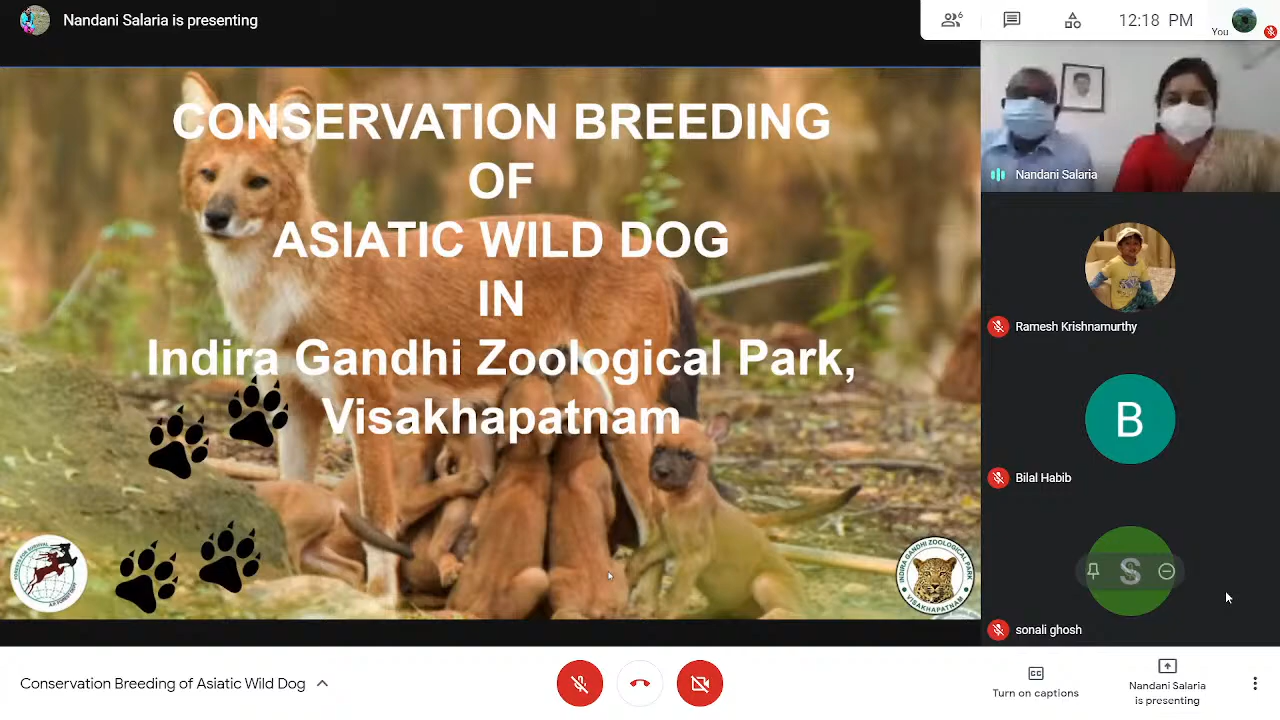 Nandani Salaria is presenting
6
12:18 PM
You
CONSERVATION BREEDING
OF
ASIATIC WILD DOG
IN
Indira Gandhi Zoological Park,
Visakhapatnam
INDIRA GANDHI ZOOLOGICAL PARK
VISAKHAPATNAM
Nandani Salaria
Ramesh Krishnamurthy
B
Bilal Habib
S
sonali ghosh
Conservation Breeding of Asiatic Wild Dog
CC
Turn on captions
Nandani Salaria
is presenting